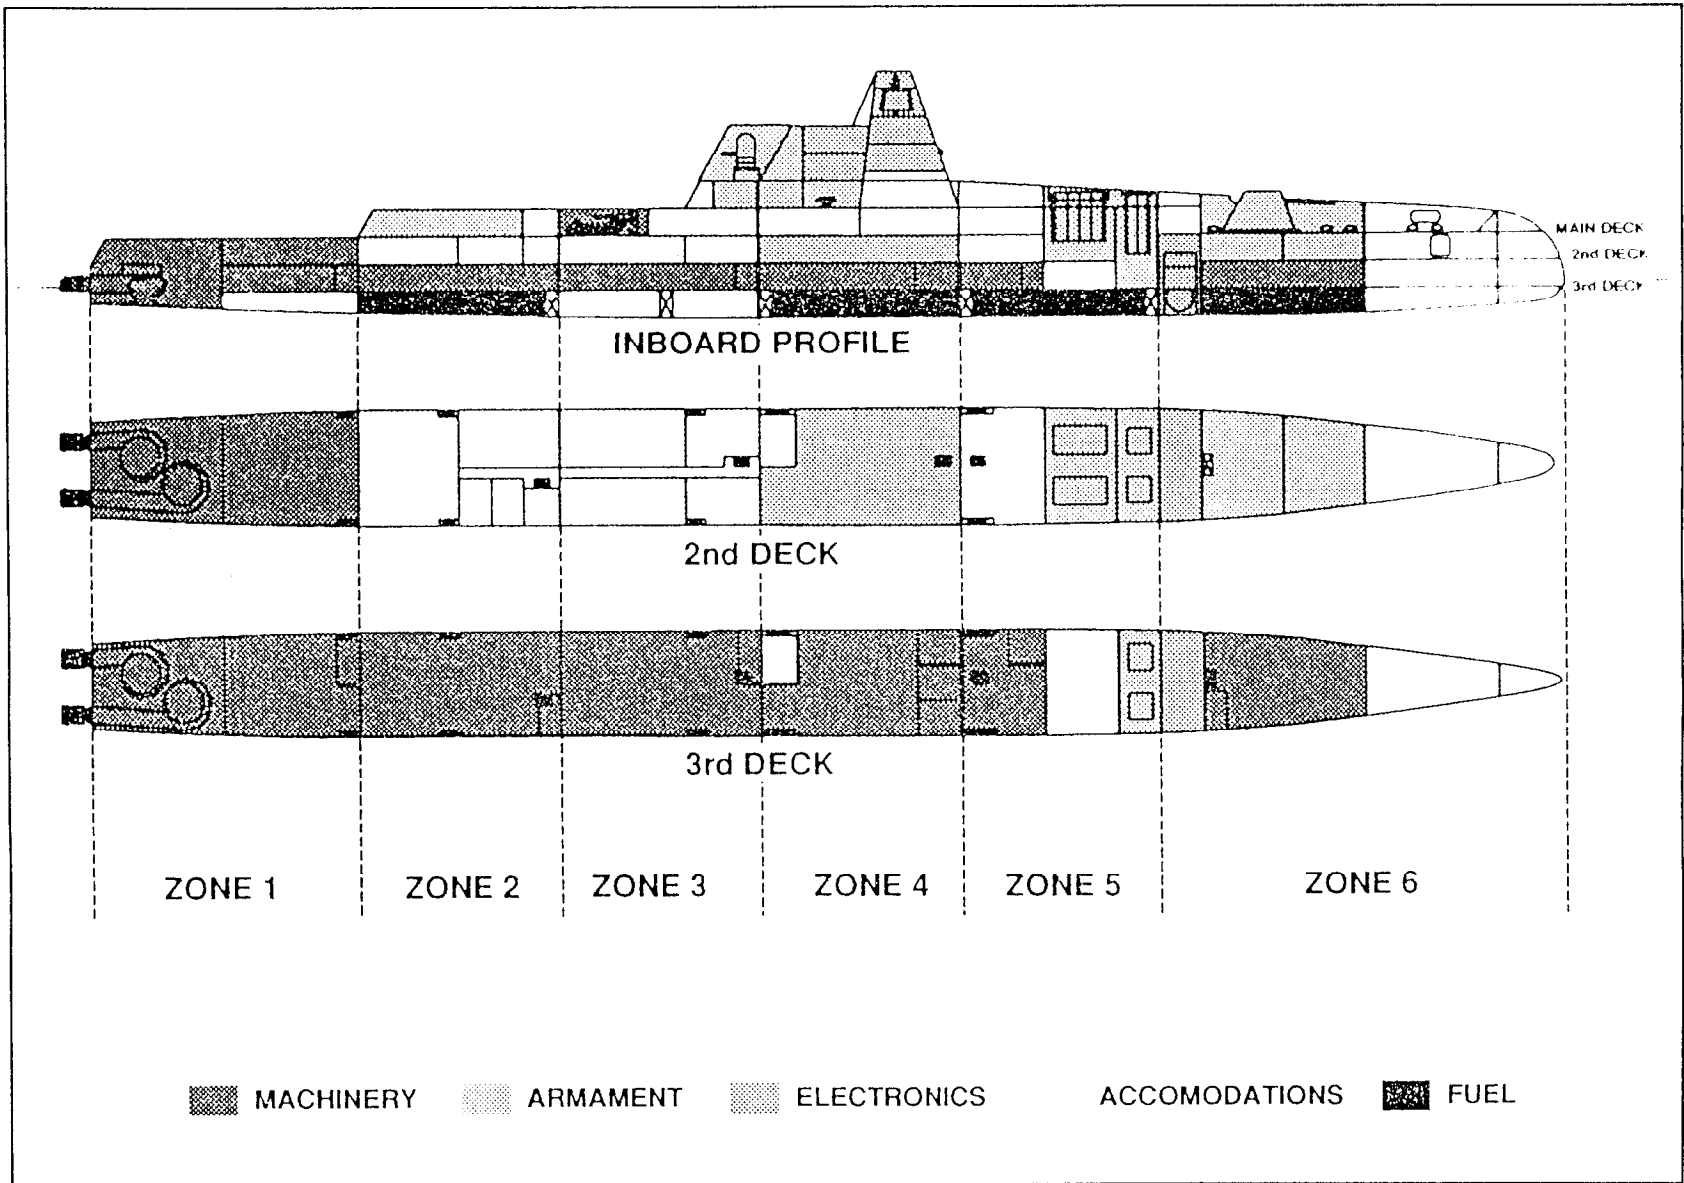 MAIN DECK
2nd DECK
3rd DECK
INBOARD PROFILE
2nd DECK
3rd DECK
ZONE 1 ZONE 2 ZONE 3 ZONE 4 ZONE 5 ZONE 6
MACHINERY ARMAMENT ELECTRONICS ACCOMODATIONS FUEL